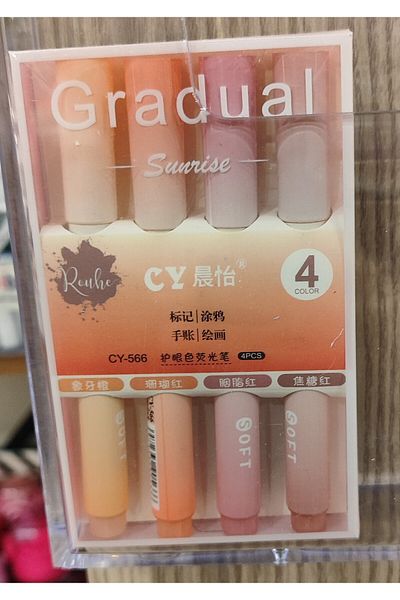 Gradual
Sunrise
Rouhe
CY晨怡®
4
COLOR
标记|涂鸦
手账|绘画
CY-566 护眼色荧光笔 4PCS
象牙橙 珊瑚红 胭脂红 焦糖红
SOFT
SOFT
SOFT